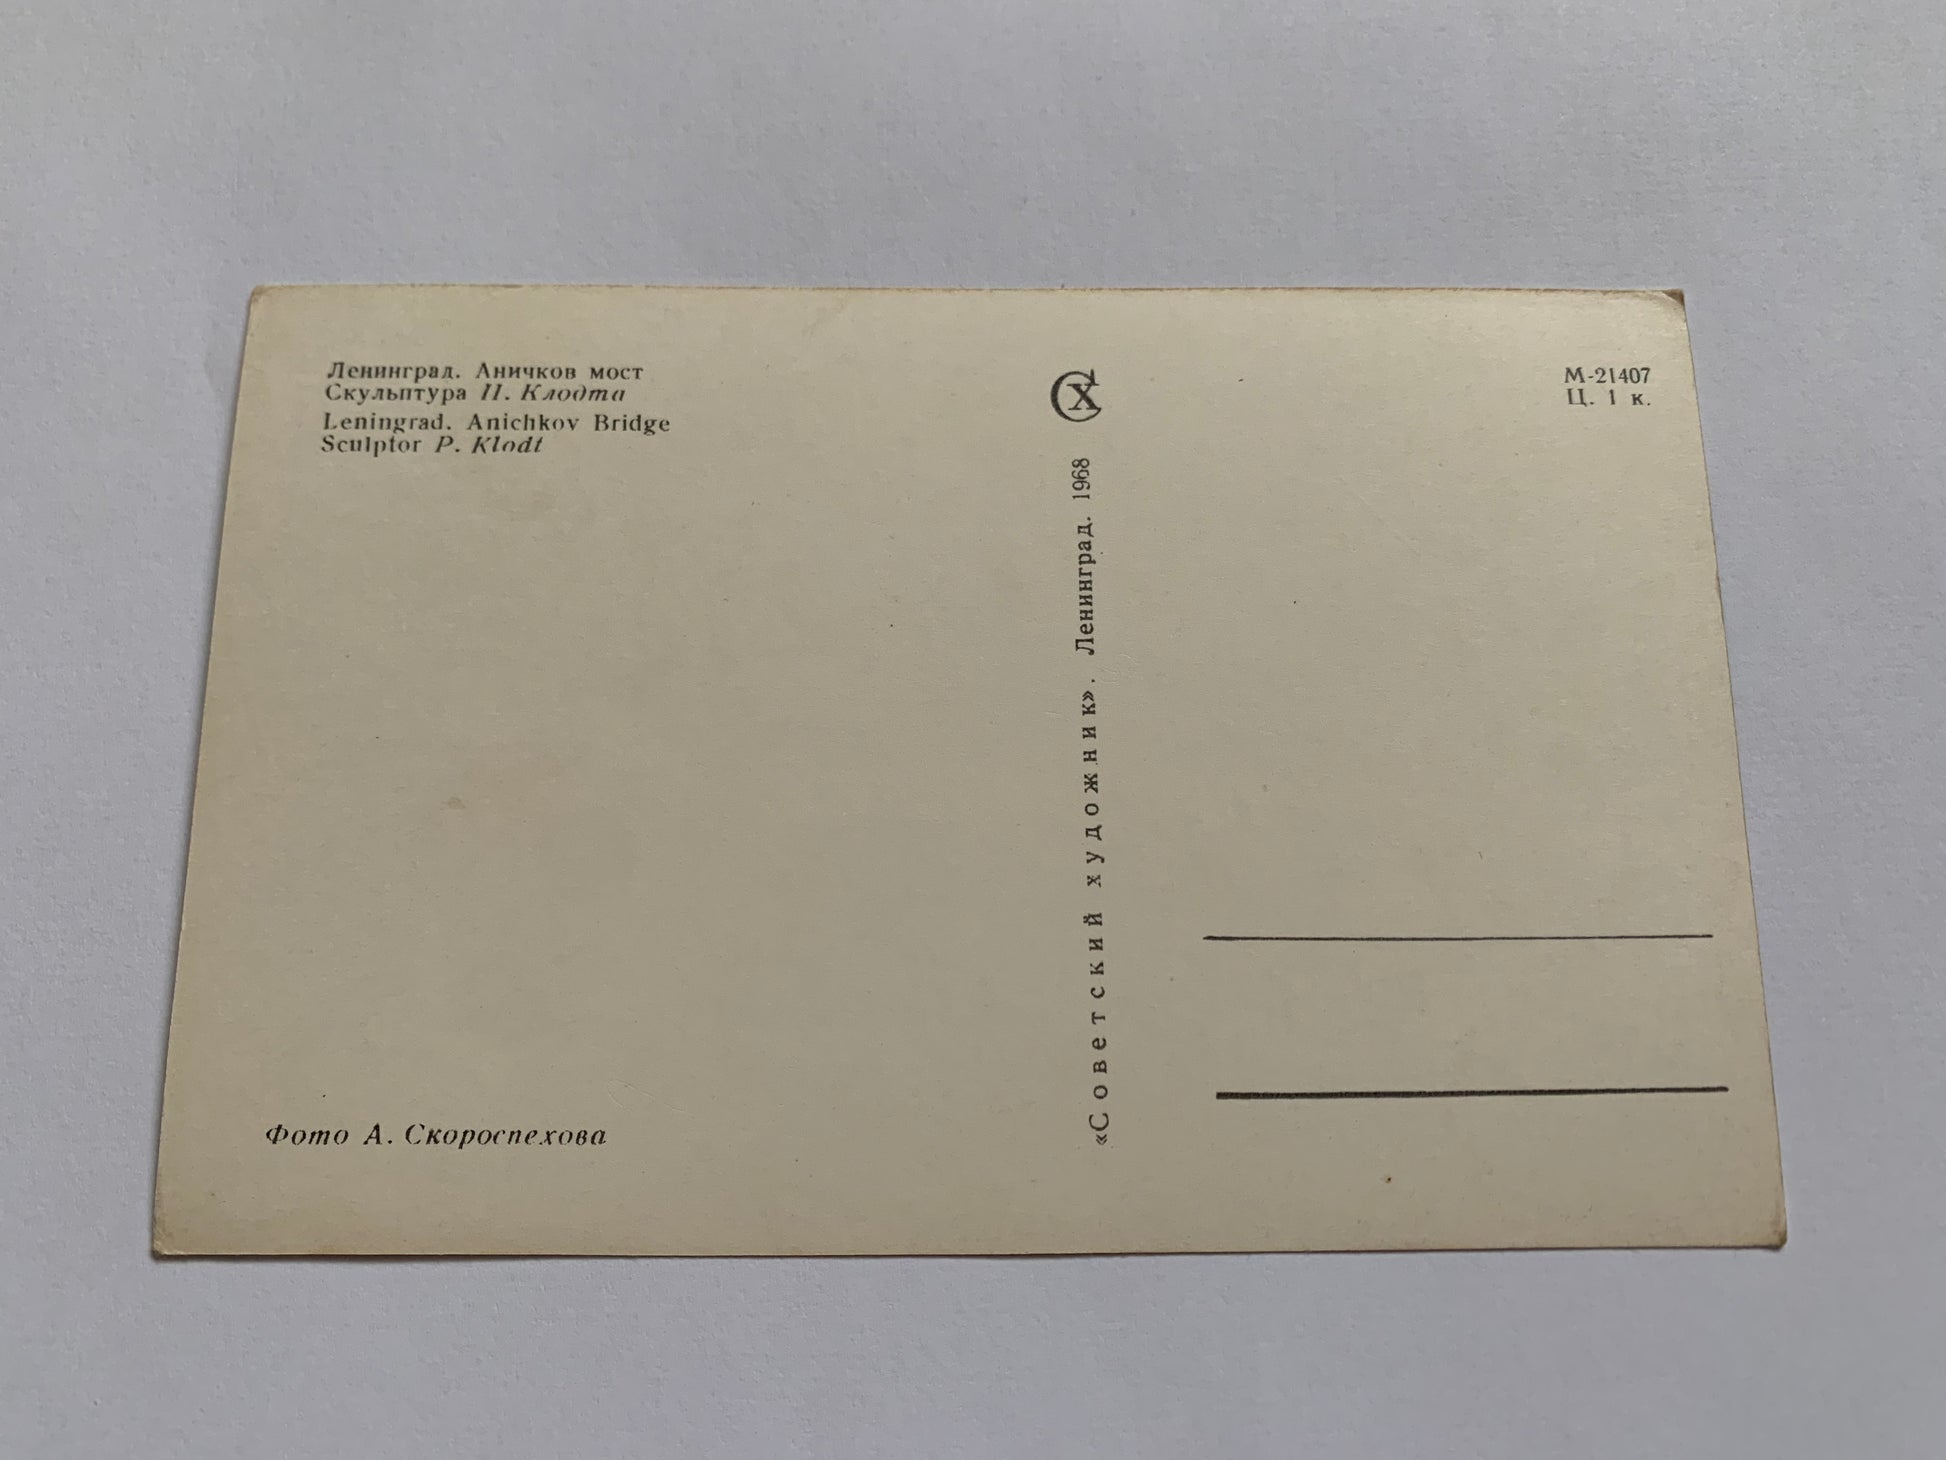 Ленинград. Аничков мост
Скульптура П. Клодта
Leningrad. Anichkov Bridge
Sculptor P. Klodt
Фото А. Скороспехова
СХ
«Советский художник». Ленинград. 1968
М-21407
Ц. 1 к.